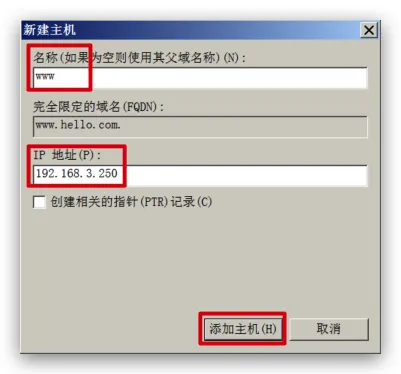 新建主机
名称(如果为空则使用其父域名称)(N):
www
完全限定的域名(FQDN):
www.hello.com.
IP 地址(P):
192.168.3.250
创建相关的指针(PTR)记录(C)
添加主机(H) 取消